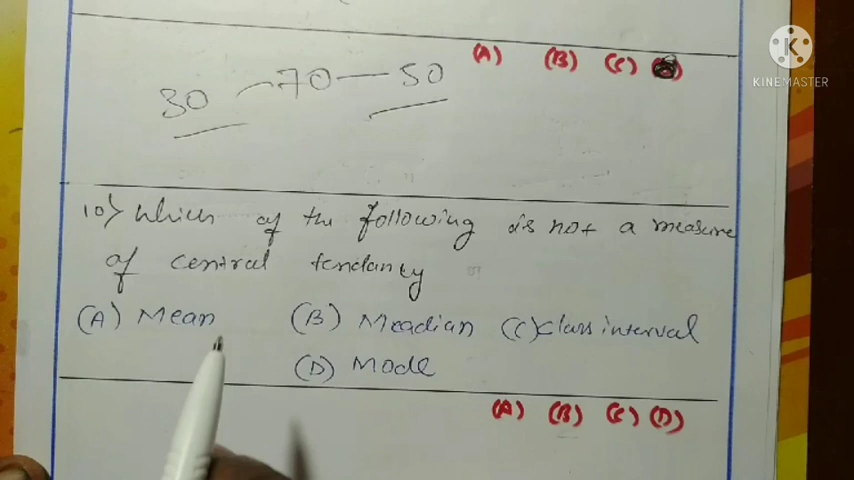 (A) (B) (C)
K
KINEMASTER
30 — 70 — 50
10) Which of the following is not a measure
of central tendancy
(A) Mean (B) Meadian (C) Class interval
(D) Mode
(A) (B) (C) (D)